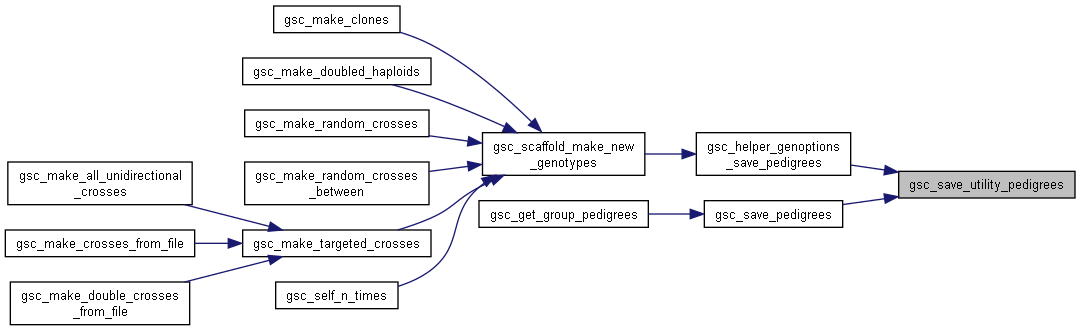 gsc_make_clones
gsc_make_doubled_haploids
gsc_make_random_crosses
gsc_make_random_crosses
_between
gsc_make_all_unidirectional
_crosses
gsc_make_crosses_from_file
gsc_make_double_crosses
_from_file
gsc_make_targeted_crosses
gsc_self_n_times
gsc_scaffold_make_new
_genotypes
gsc_get_group_pedigrees
gsc_helper_genoptions
_save_pedigrees
gsc_save_pedigrees
gsc_save_utility_pedigrees